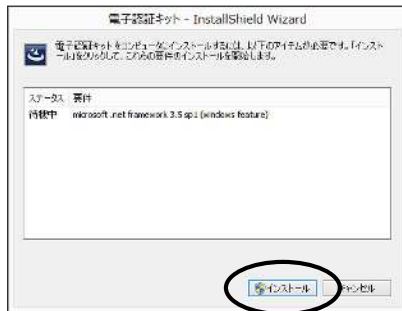 電子認証キット - InstallShield Wizard
電子認証キットをコンピュータにインストールするには、以下のアイテムが必要です。「インスト
ール」をクリックして、これらの要件のインストールを開始します。
ステータス 要件
待機中 microsoft .net framework 3.5 sp1 (windows feature)
インストール キャンセル